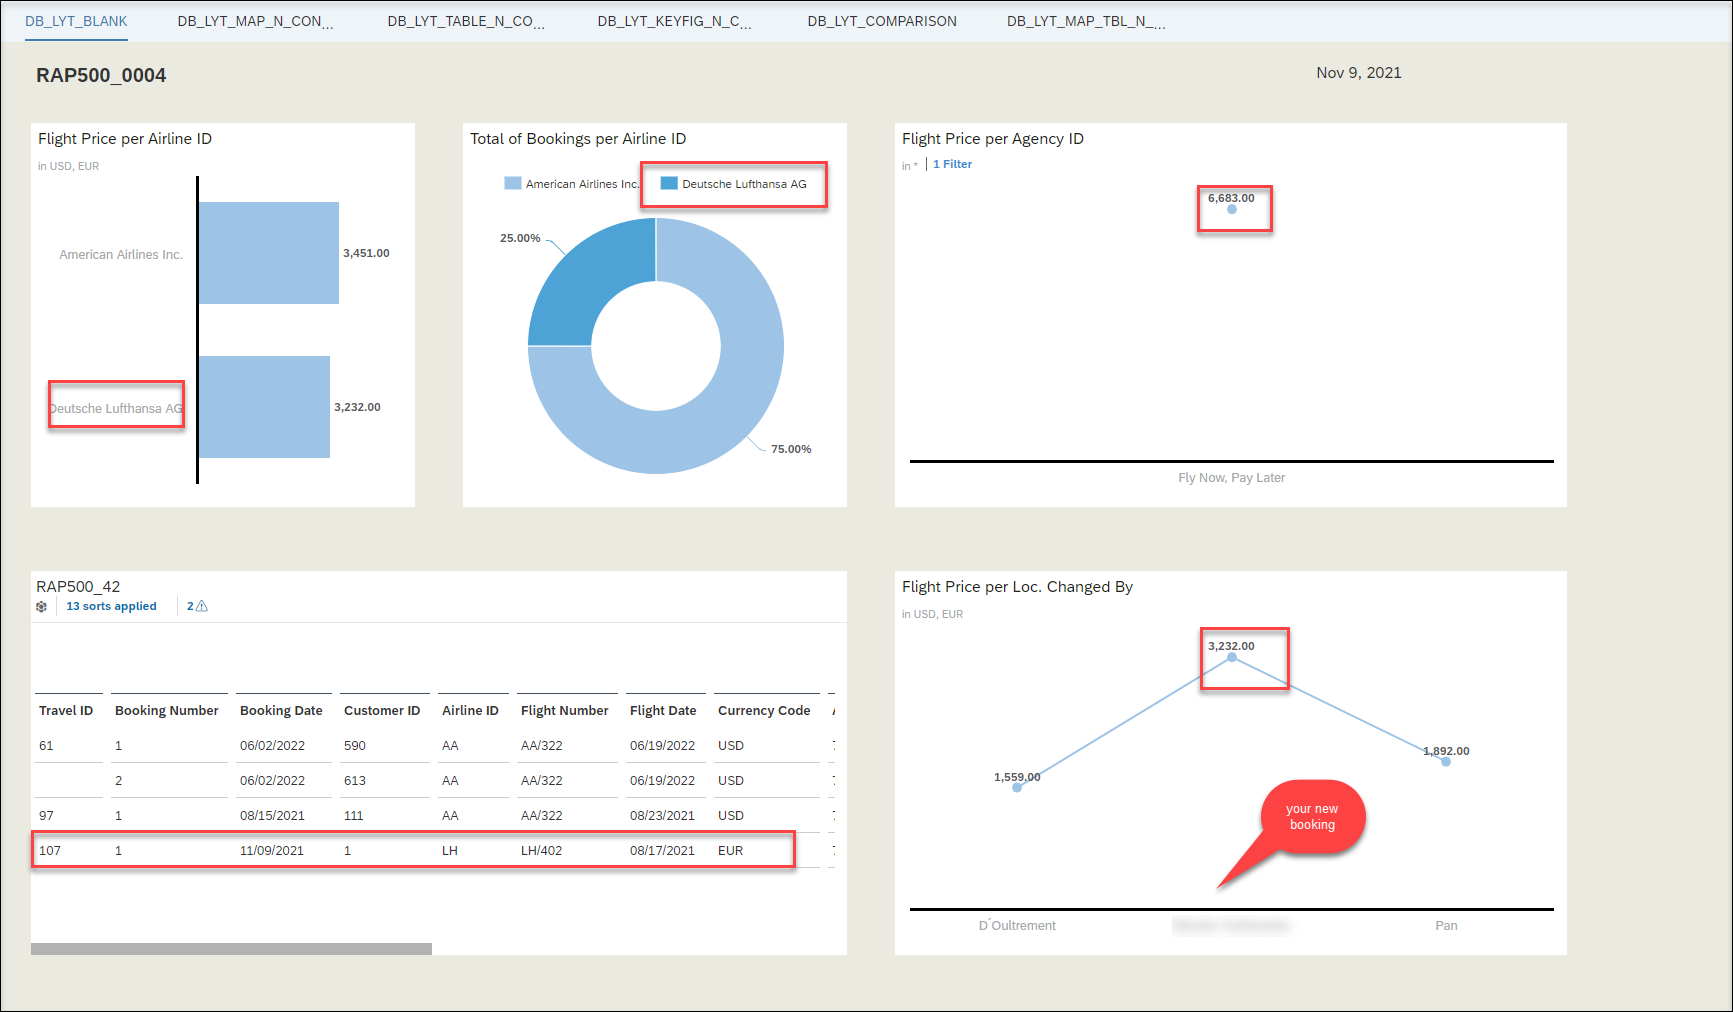 DB_LYT_BLANK DB_LYT_MAP_N_CON... DB_LYT_TABLE_N_CO... DB_LYT_KEYFIG_N_C... DB_LYT_COMPARISON DB_LYT_MAP_TBL_N_...
RAP500_0004
Nov 9, 2021
Flight Price per Airline ID
in USD, EUR
American Airlines Inc.
3,451.00
Deutsche Lufthansa AG
3,232.00
Total of Bookings per Airline ID
American Airlines Inc. Deutsche Lufthansa AG
25.00%
75.00%
Flight Price per Agency ID
in * 1 Filter
6,683.00
Fly Now, Pay Later
RAP500_42
13 sorts applied 2
Travel ID Booking Number Booking Date Customer ID Airline ID Flight Number Flight Date Currency Code
61 1 06/02/2022 590 AA AA/322 06/19/2022 USD
2 06/02/2022 613 AA AA/322 06/19/2022 USD
97 1 08/15/2021 111 AA AA/322 08/23/2021 USD
107 1 11/09/2021 1 LH LH/402 08/17/2021 EUR
Flight Price per Loc. Changed By
in USD, EUR
3,232.00
1,892.00
1,559.00
your new
booking
D´Oultrement
Pan